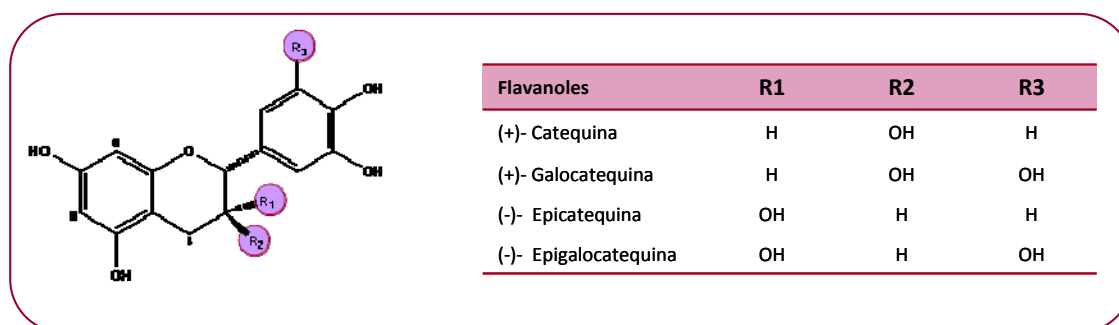 R3
OH
O
HO
OH
R1
R2
OH
Flavanoles R1 R2 R3
(+)- Catequina H OH H
(+)- Galocatequina H OH OH
(-)- Epicatequina OH H H
(-)- Epigalocatequina OH H OH